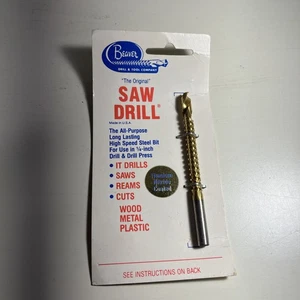 Beaver
DRILL & TOOL COMPANY
"The Original"
SAW
DRILL
Made in U.S.A.
The All-Purpose
Long Lasting
High Speed Steel Bit
For Use in ¼-inch
Drill & Drill Press
• IT DRILLS
• SAWS
• REAMS
• CUTS
WOOD
METAL
PLASTIC
SEE INSTRUCTIONS ON BACK